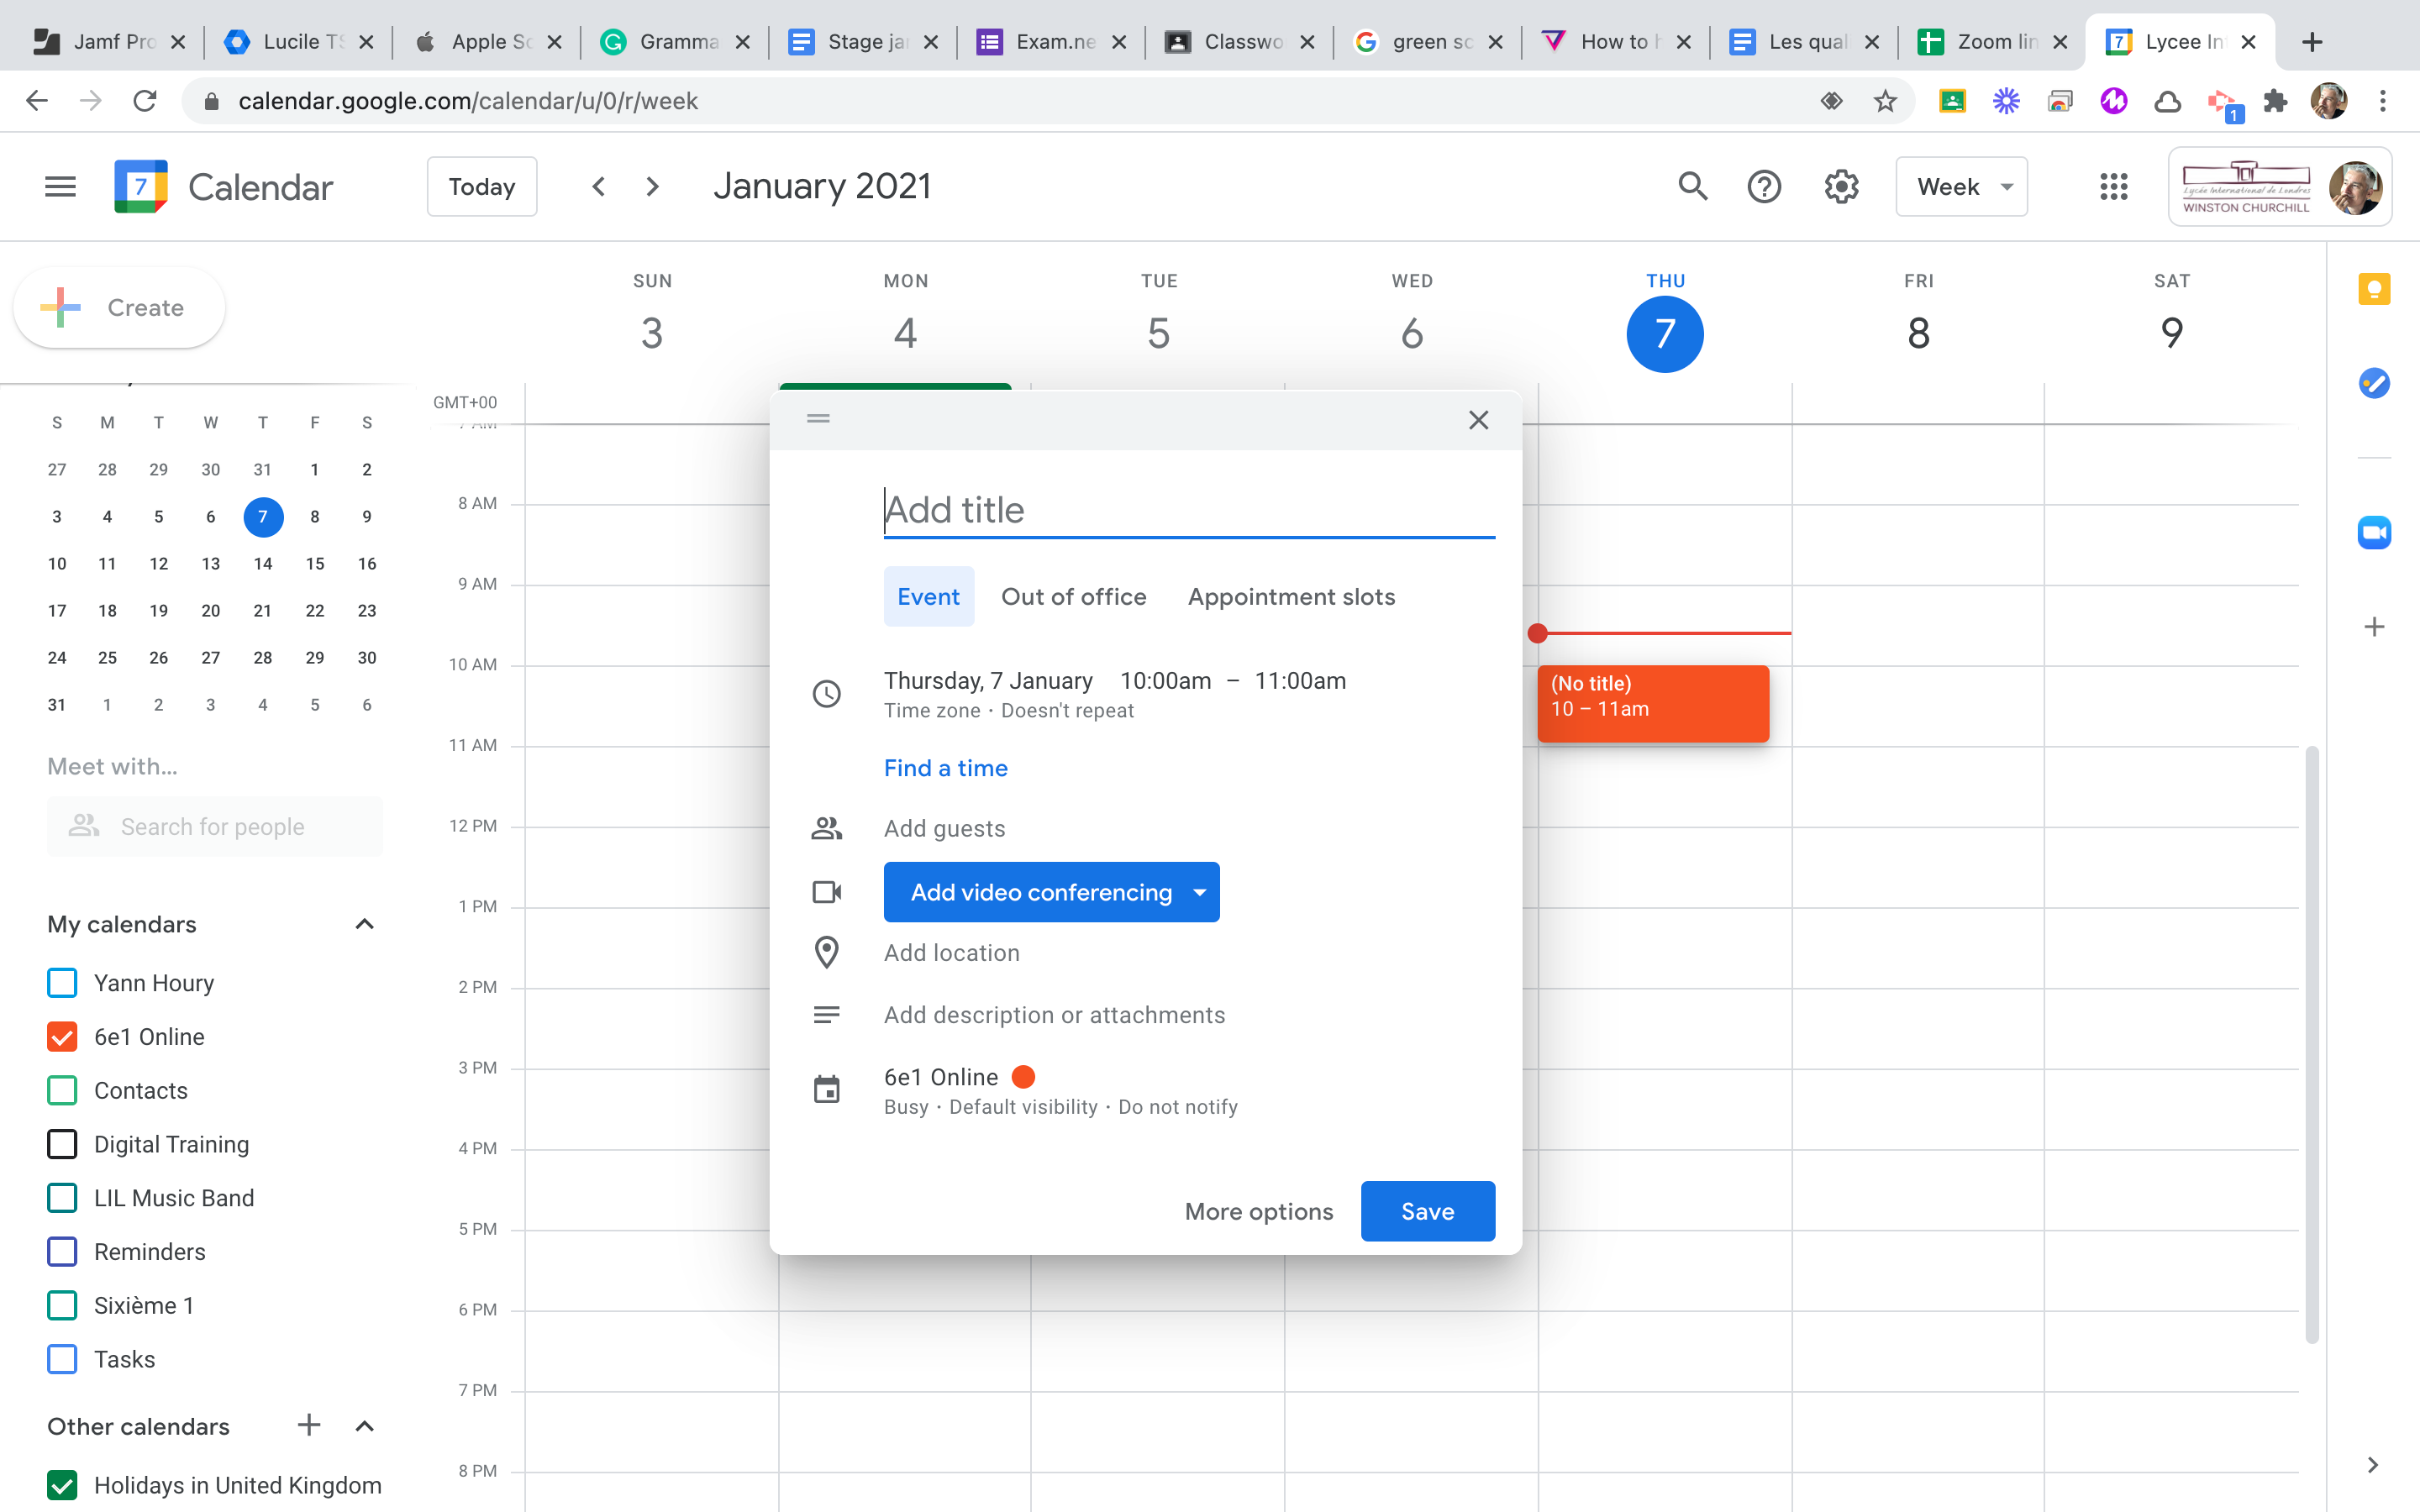 Jamf Pro
Lucile TS
Apple Sc
Gramma
Stage ja
Exam.ne
Classwo
green sc
How to h
Les qual
Zoom lin
Lycee In
calendar.google.com/calendar/u/0/r/week
1
7
Calendar
Today
January 2021
Week
Lycée International de Londres
WINSTON CHURCHILL
Create
SUN MON TUE WED THU FRI SAT
3 4 5 6 7 8 9
GMT+00
S M T W T F S
27 28 29 30 31 1 2
3 4 5 6 7 8 9
10 11 12 13 14 15 16
17 18 19 20 21 22 23
24 25 26 27 28 29 30
31 1 2 3 4 5 6
Meet with...
Search for people
My calendars
Yann Houry
6e1 Online
Contacts
Digital Training
LIL Music Band
Reminders
Sixième 1
Tasks
Other calendars
Holidays in United Kingdom
7 AM
8 AM
9 AM
10 AM
11 AM
12 PM
1 PM
2 PM
3 PM
4 PM
5 PM
6 PM
7 PM
8 PM
Add title
Event Out of office Appointment slots
Thursday, 7 January 10:00am – 11:00am
Time zone · Doesn't repeat
Find a time
Add guests
Add video conferencing
Add location
Add description or attachments
6e1 Online
Busy · Default visibility · Do not notify
More options Save
(No title)
10 – 11am